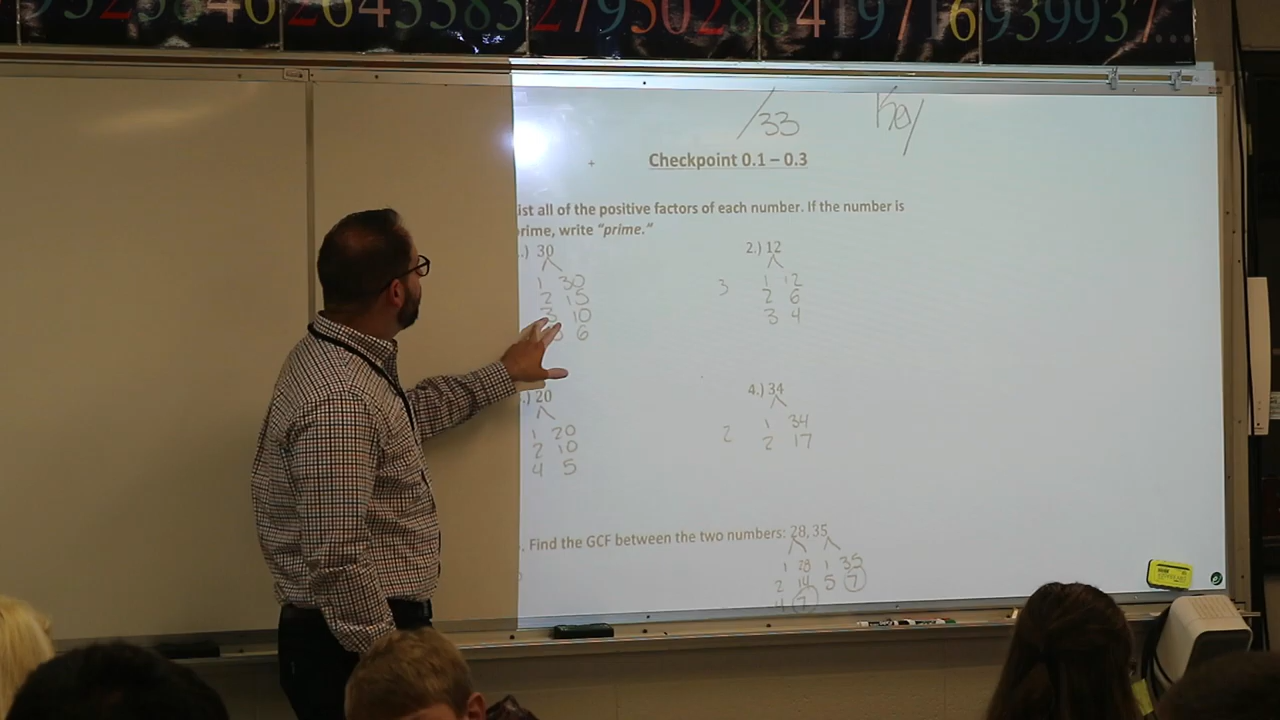 27950288419716939937...
/33 Key
Checkpoint 0.1 – 0.3
ist all of the positive factors of each number. If the number is
rime, write “prime.”
.) 30
1 30
2 15
3 10
6
2.) 12
3
1 12
2 6
3 4
.) 20
1 20
2 10
4 5
4.) 34
2
1 34
2 17
. Find the GCF between the two numbers: 28, 35
1 28 1 35
2 14 5 7
4 7